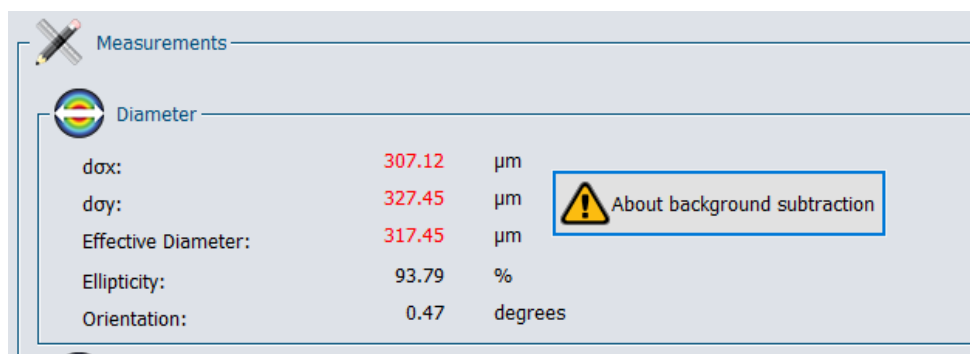 Measurements
Diameter
dσx: 307.12 µm
dσy: 327.45 µm
About background subtraction
Effective Diameter: 317.45 µm
Ellipticity: 93.79 %
Orientation: 0.47 degrees